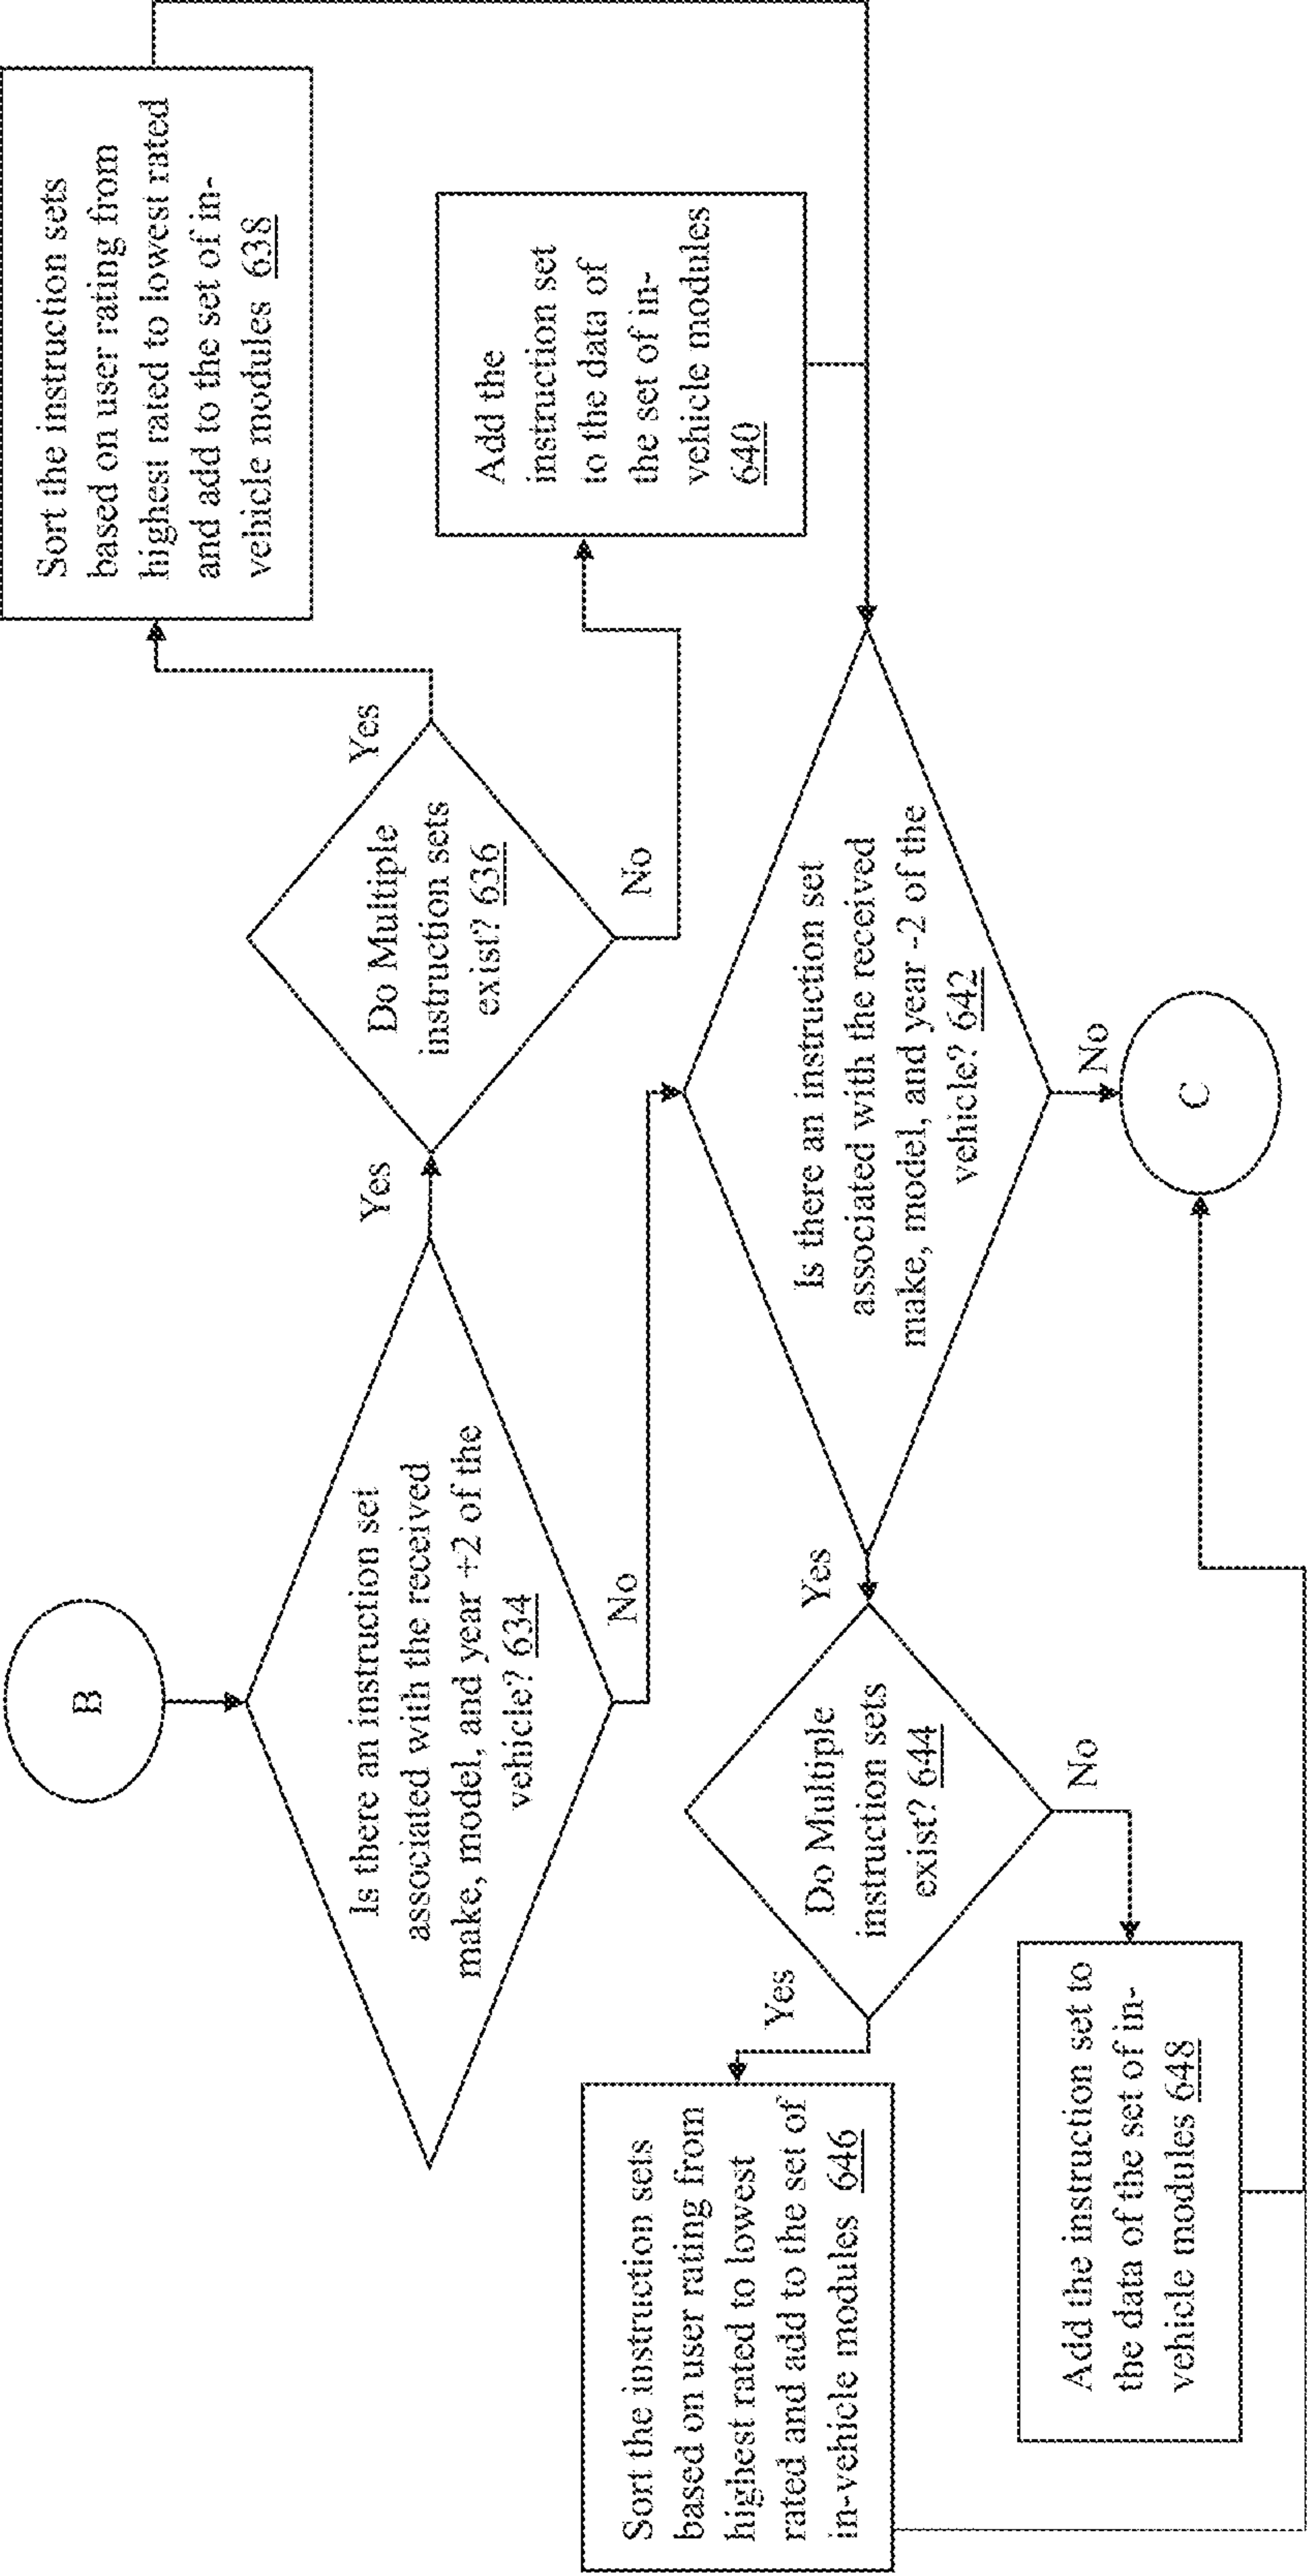 B
Is there an instruction set
associated with the received
make, model, and year +2 of the
vehicle? 634
Yes
No
Do Multiple
instruction sets
exist? 636
Yes
No
Sort the instruction sets
based on user rating from
highest rated to lowest rated
and add to the set of in-
vehicle modules 638
Add the
instruction set
to the data of
the set of in-
vehicle modules
640
Is there an instruction set
associated with the received
make, model, and year -2 of the
vehicle? 642
Yes
No
Do Multiple
instruction sets
exist? 644
Yes
No
Sort the instruction sets
based on user rating from
highest rated to lowest
rated and add to the set of
in-vehicle modules 646
Add the instruction set to
the data of the set of in-
vehicle modules 648
C